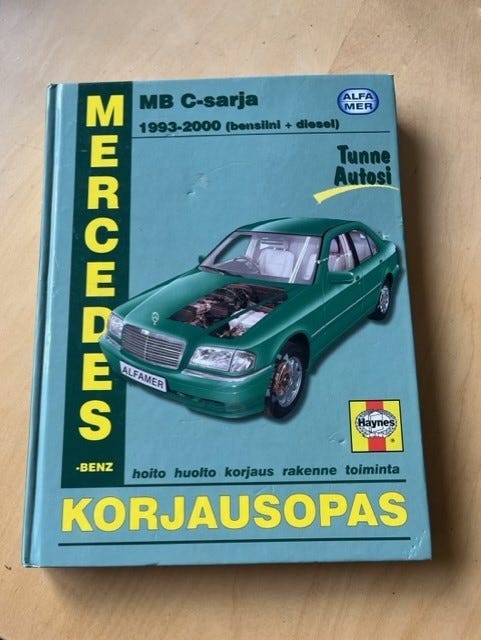 MERCEDES
-BENZ
MB C-sarja
1993-2000 (bensiini + diesel)
ALFA
MER
Tunne
Autosi
ALFAMER
Haynes
hoito huolto korjaus rakenne toiminta
KORJAUSOPAS